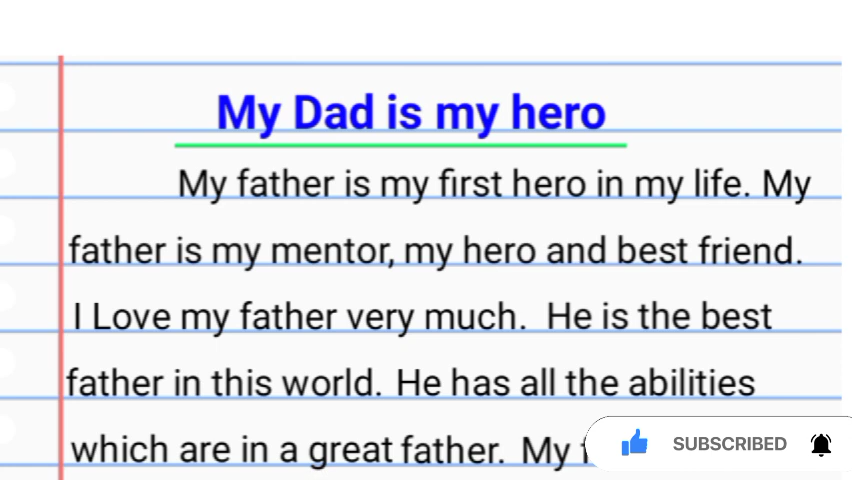 My Dad is my hero
My father is my first hero in my life. My
father is my mentor, my hero and best friend.
I Love my father very much. He is the best
father in this world. He has all the abilities
which are in a great father. My
SUBSCRIBED